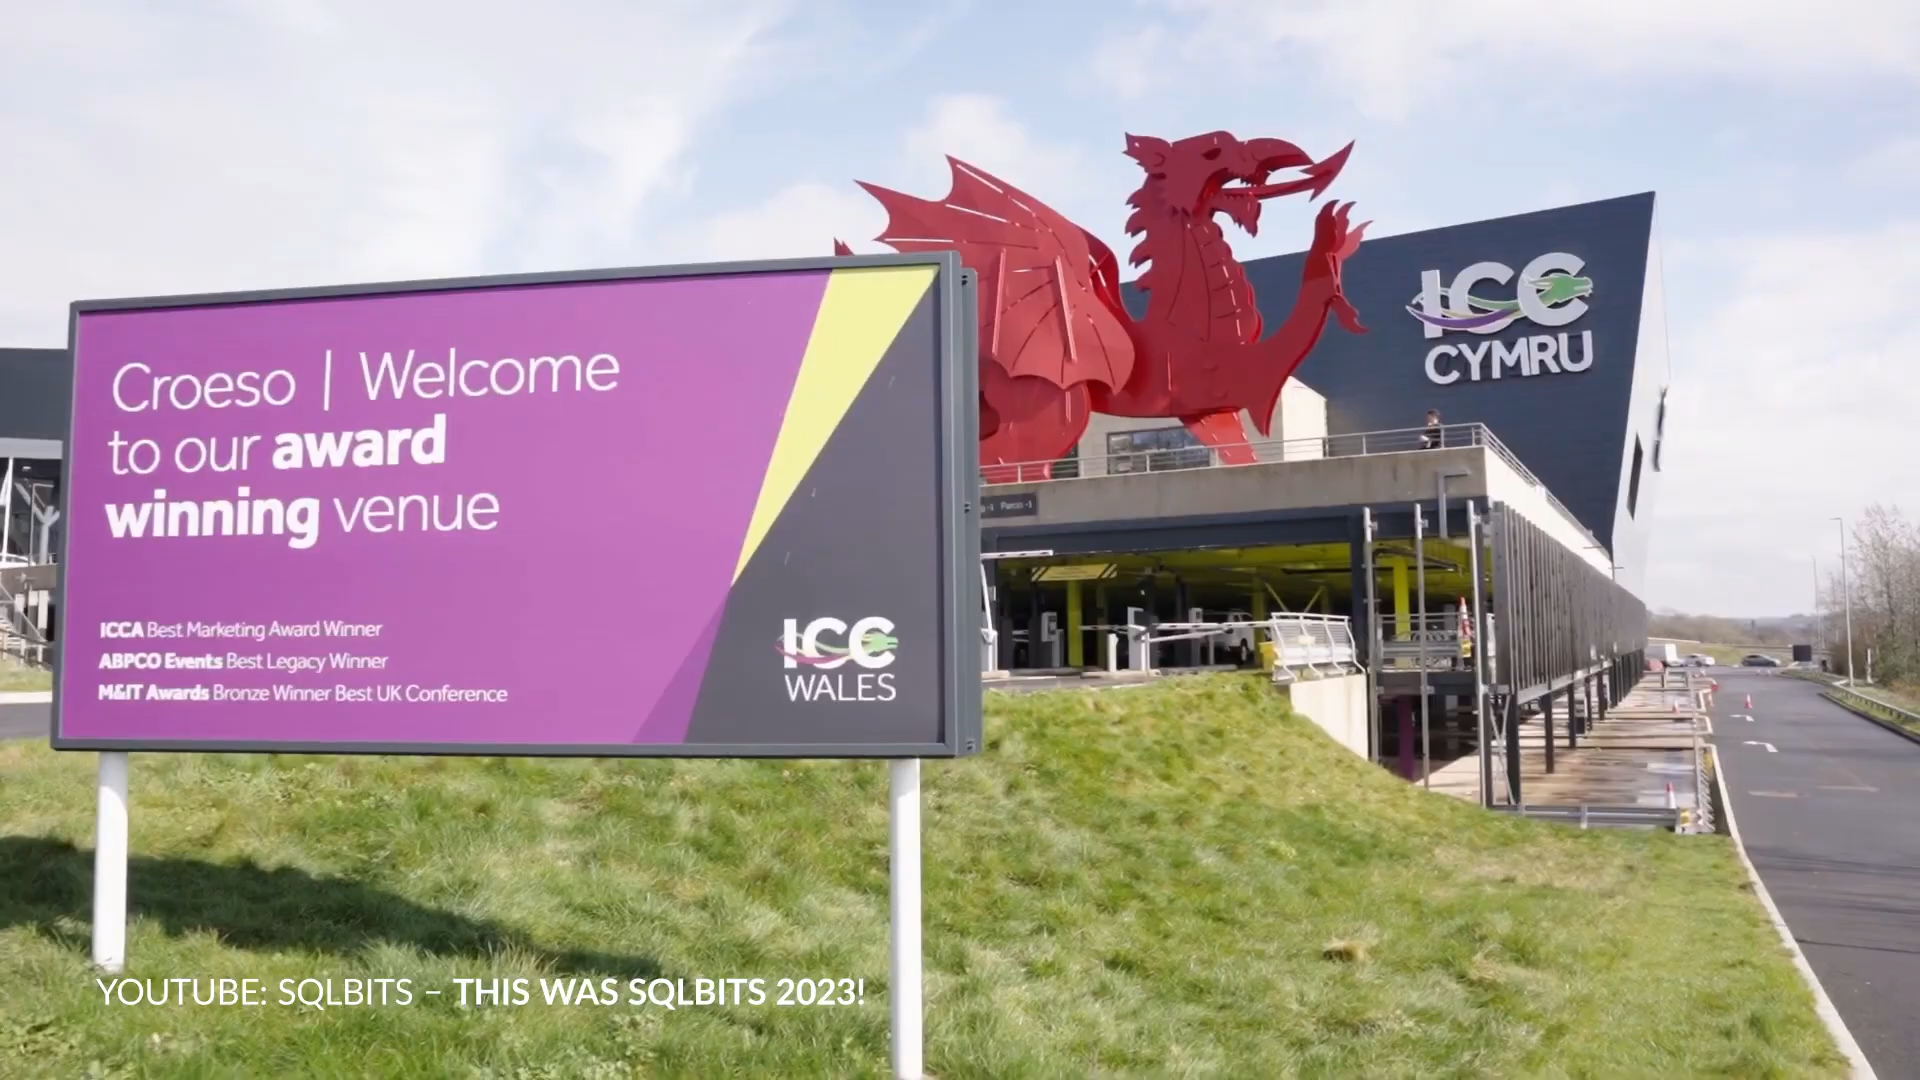 Croeso | Welcome
to our award
winning venue
ICCA Best Marketing Award Winner
ABPCO Events Best Legacy Winner
M&IT Awards Bronze Winner Best UK Conference
ICC
WALES
ICC
CYMRU
YOUTUBE: SQLBITS – THIS WAS SQLBITS 2023!